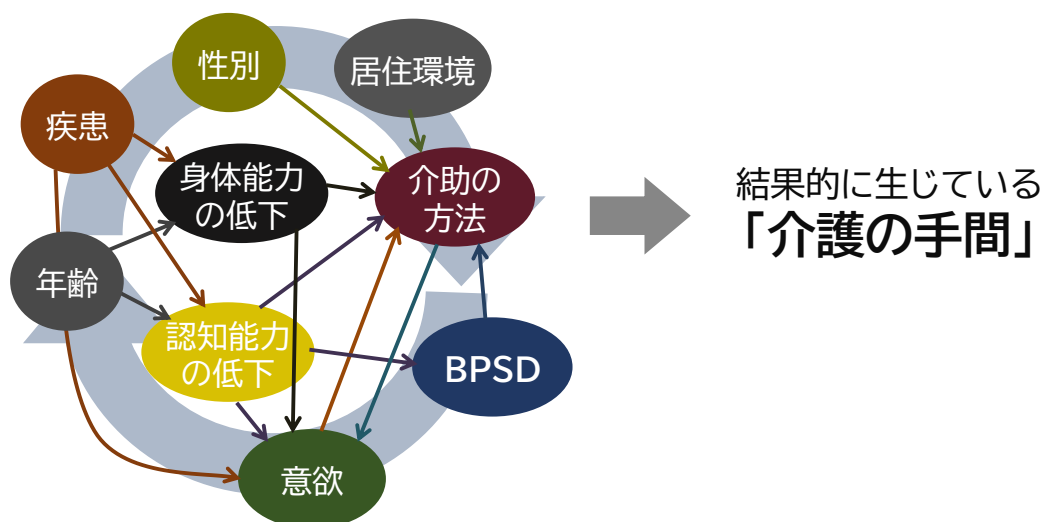 性別
居住環境
疾患
身体能力
の低下
介助の
方法
年齢
認知能力
の低下
BPSD
意欲
結果的に生じている
「介護の手間」